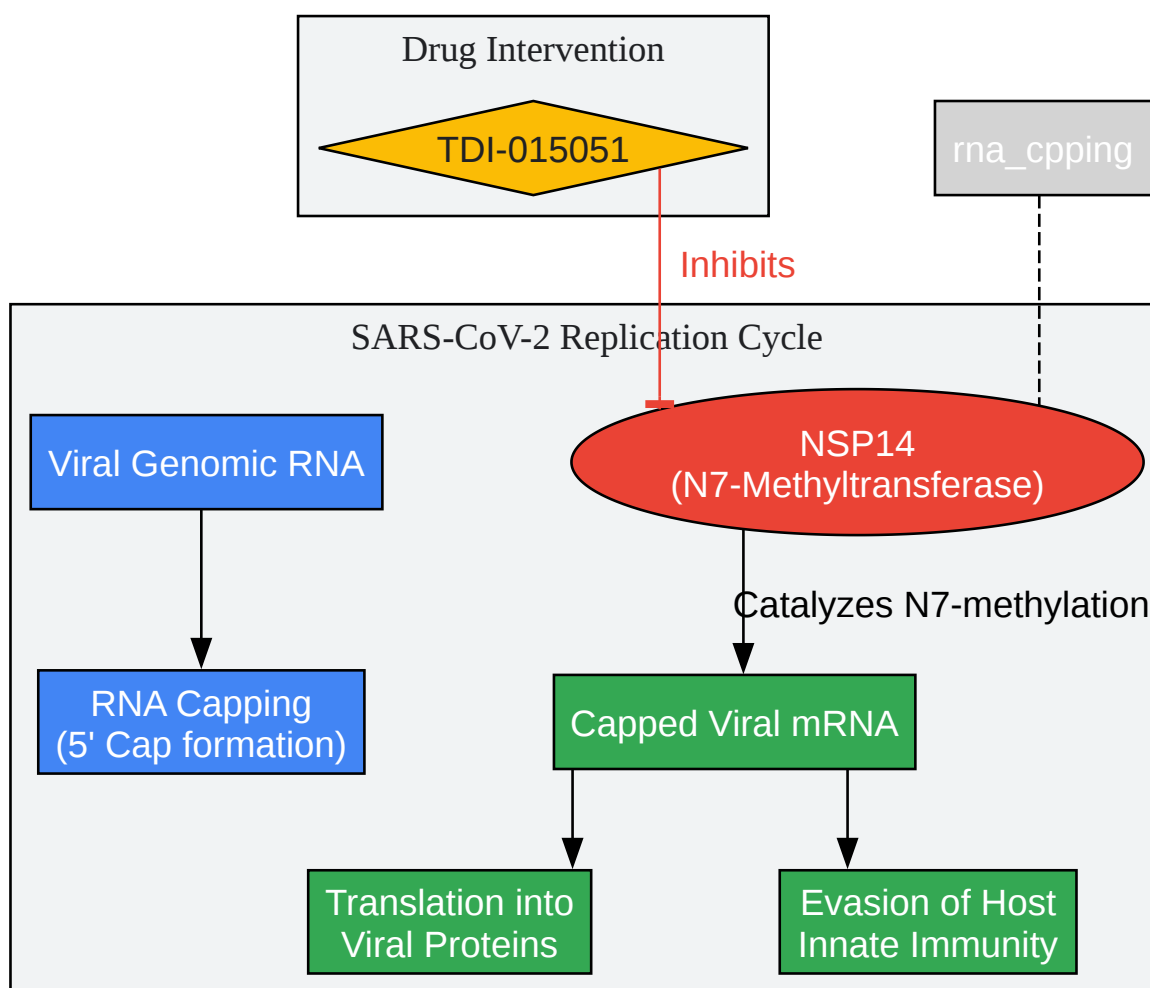 Drug Intervention
TDI-015051
rna_cpping
Inhibits
SARS-CoV-2 Replication Cycle
Viral Genomic RNA
NSP14
(N7-Methyltransferase)
Catalyzes N7-methylation
RNA Capping
(5' Cap formation)
Capped Viral mRNA
Translation into
Viral Proteins
Evasion of Host
Innate Immunity